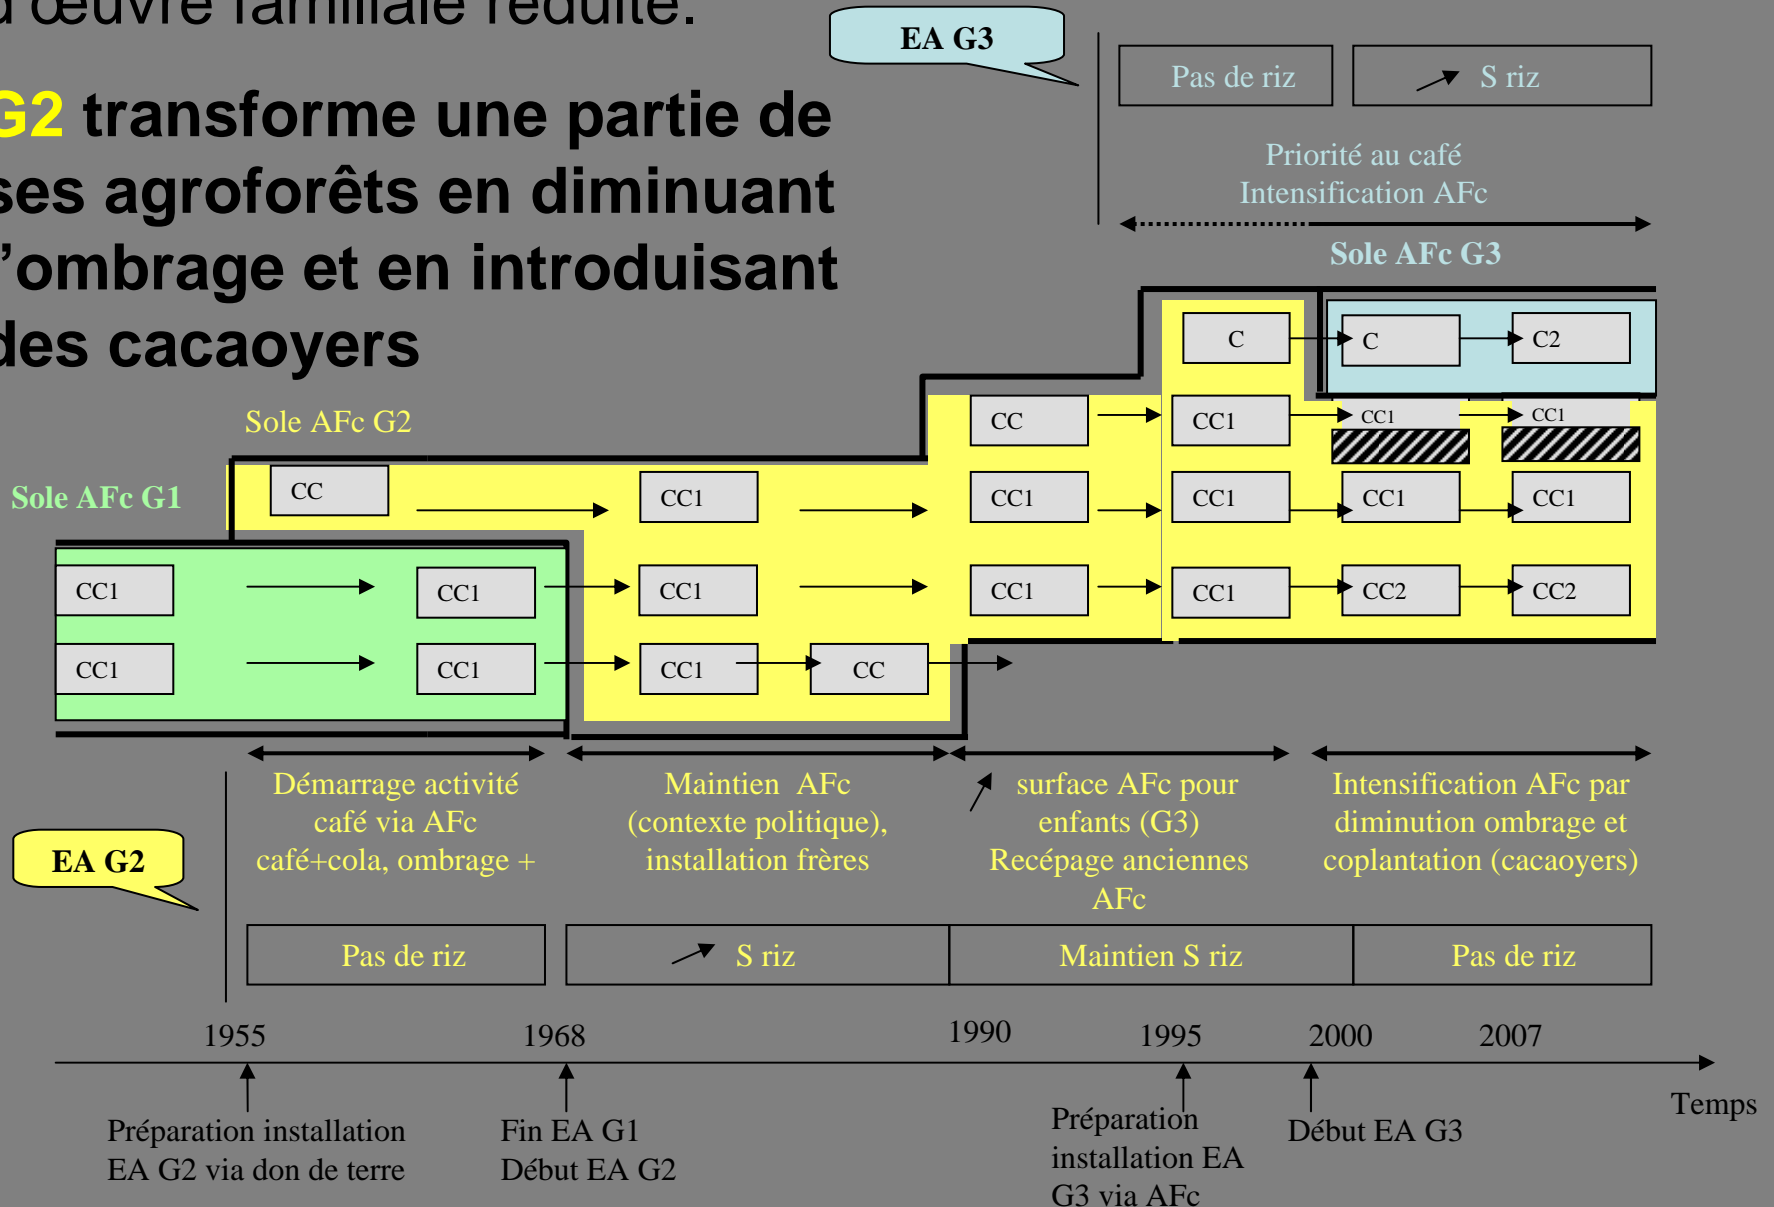 d'œuvre familiale réduite.
G2 transforme une partie de
ses agroforêts en diminuant
l'ombrage et en introduisant
des cacaoyers
EA G3
Pas de riz
S riz
Priorité au café
Intensification AFc
Sole AFc G3
C
C
C2
Sole AFc G2
CC
CC1
CC1
CC1
Sole AFc G1
CC
CC1
CC1
CC1
CC1
CC1
CC1
CC1
CC1
CC1
CC1
CC2
CC2
CC1
CC1
CC1
CC
Démarrage activité
café via AFc
café+cola, ombrage +
Maintien AFc
(contexte politique),
installation frères
surface AFc pour
enfants (G3)
Recépage anciennes
AFc
Intensification AFc par
diminution ombrage et
coplantation (cacaoyers)
EA G2
Pas de riz
S riz
Maintien S riz
Pas de riz
1955
1968
1990
1995
2000
2007
Temps
Préparation installation
EA G2 via don de terre
Fin EA G1
Début EA G2
Préparation
installation EA
G3 via AFc
Début EA G3